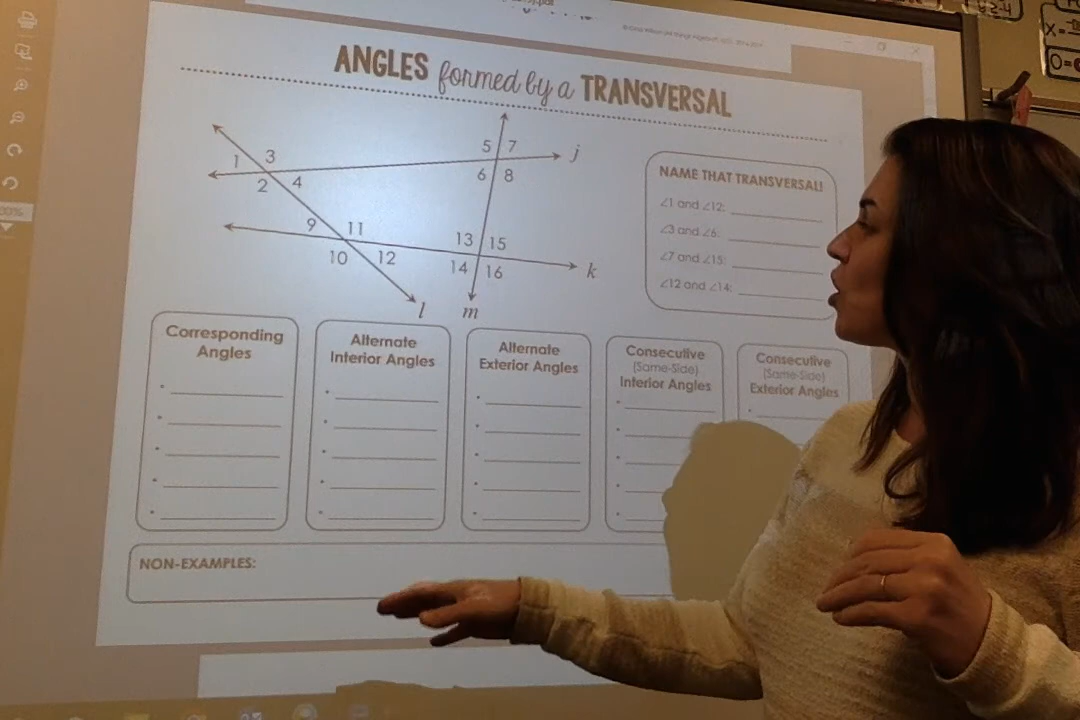 ANGLES formed by a TRANSVERSAL
5 7
j
1 3
6 8
2 4
9 11
13 15
10 12
14 16
k
l m
NAME THAT TRANSVERSAL!
∠1 and ∠12:
∠3 and ∠6:
∠7 and ∠15:
∠12 and ∠14:
Corresponding
Angles
Alternate
Interior Angles
Alternate
Exterior Angles
Consecutive
(Same-Side)
Interior Angles
Consecutive
(Same-Side)
Exterior Angles
NON-EXAMPLES: